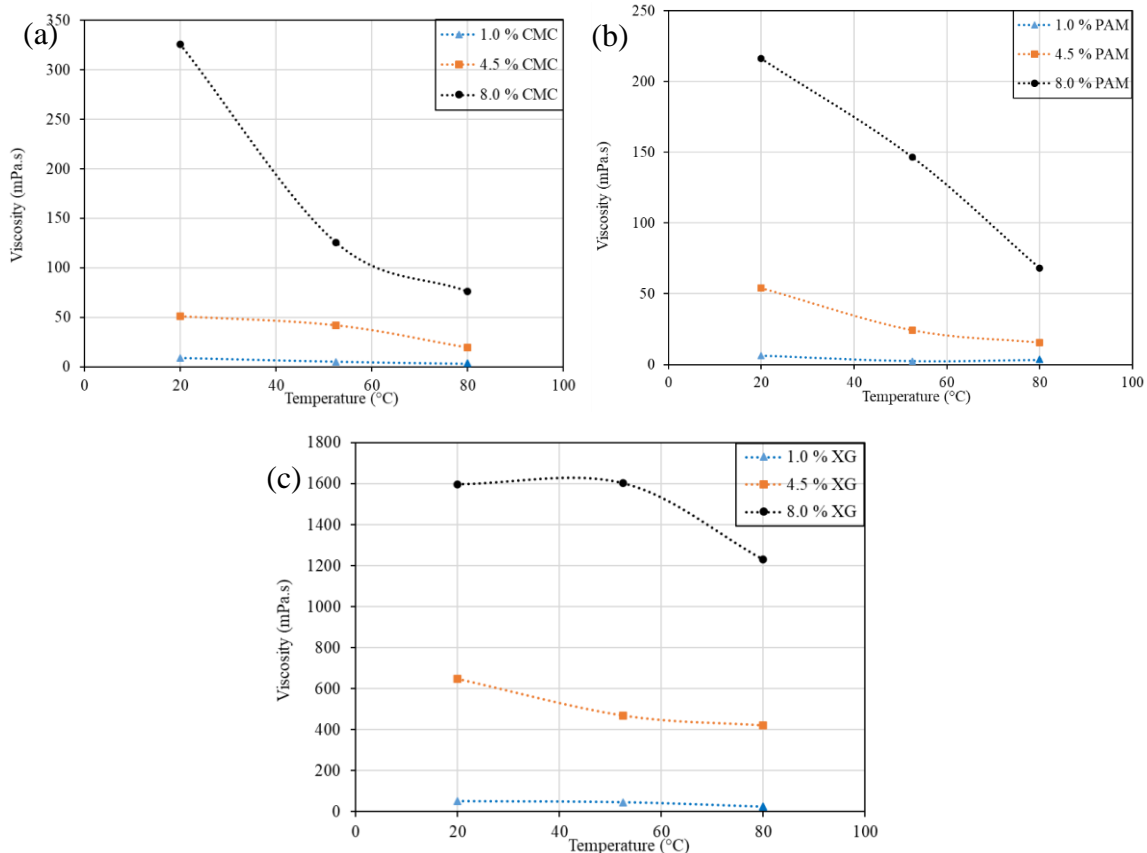 (a)
1.0 % CMC
4.5 % CMC
8.0 % CMC
Viscosity (mPa.s)
350
300
250
200
150
100
50
0
0 20 40 60 80 100
Temperature (°C)
(b)
1.0 % PAM
4.5 % PAM
8.0 % PAM
Viscosity (mPa.s)
250
200
150
100
50
0
0 20 40 60 80 100
Temperature (°C)
(c)
1.0 % XG
4.5 % XG
8.0 % XG
Viscosity (mPa.s)
1800
1600
1400
1200
1000
800
600
400
200
0
0 20 40 60 80 100
Temperature (°C)